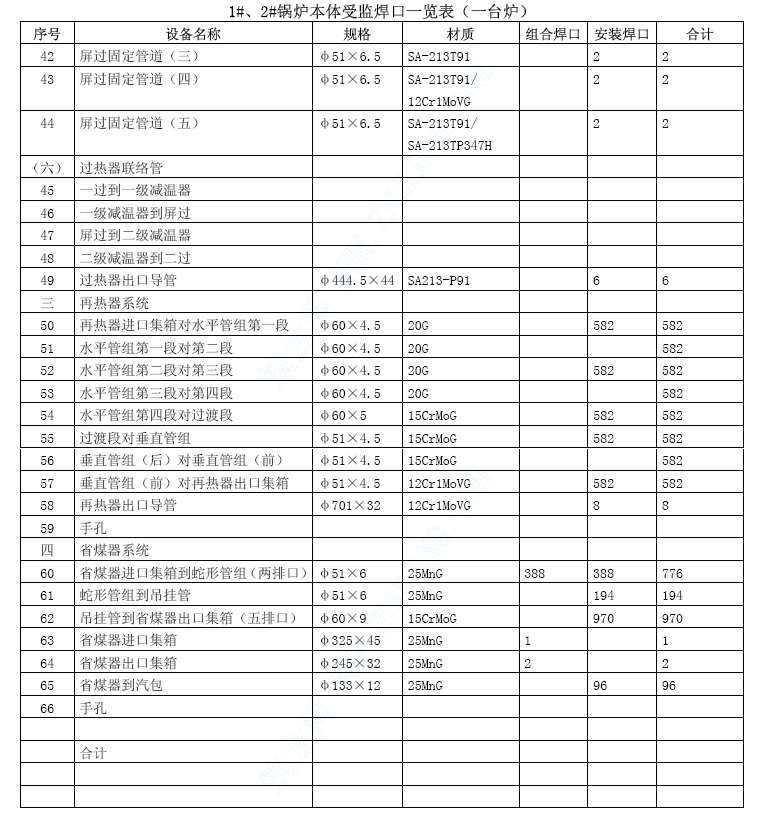 1#、2#锅炉本体受监焊口一览表（一台炉）
序号 设备名称 规格 材质 组合焊口 安装焊口 合计
42 屏过固定管道（三） φ51×6.5 SA-213T91 2 2
43 屏过固定管道（四） φ51×6.5 SA-213T91/ 2 2
12Cr1MoVG
44 屏过固定管道（五） φ51×6.5 SA-213T91/ 2 2
SA-213TP347H
（六） 过热器联络管
45 一过到一级减温器
46 一级减温器到屏过
47 屏过到二级减温器
48 二级减温器到二过
49 过热器出口导管 φ444.5×44 SA213-P91 6 6
三 再热器系统
50 再热器进口集箱对水平管组第一段 φ60×4.5 20G 582 582
51 水平管组第一段对第二段 φ60×4.5 20G 582
52 水平管组第二段对第三段 φ60×4.5 20G 582 582
53 水平管组第三段对第四段 φ60×4.5 20G 582
54 水平管组第四段对过渡段 φ60×5 15CrMoG 582 582
55 过渡段对垂直管组 φ51×4.5 15CrMoG 582 582
56 垂直管组（后）对垂直管组（前） φ51×4.5 15CrMoG 582
57 垂直管组（前）对再热器出口集箱 φ51×4.5 12Cr1MoVG 582 582
58 再热器出口导管 φ701×32 12Cr1MoVG 8 8
59 手孔
四 省煤器系统
60 省煤器进口集箱到蛇形管组（两排口） φ51×6 25MnG 388 388 776
61 蛇形管组到吊挂管 φ51×6 25MnG 194 194
62 吊挂管到省煤器出口集箱（五排口） φ60×9 15CrMoG 970 970
63 省煤器进口集箱 φ325×45 25MnG 1 1
64 省煤器出口集箱 φ245×32 25MnG 2 2
65 省煤器到汽包 φ133×12 25MnG 96 96
66 手孔
合计